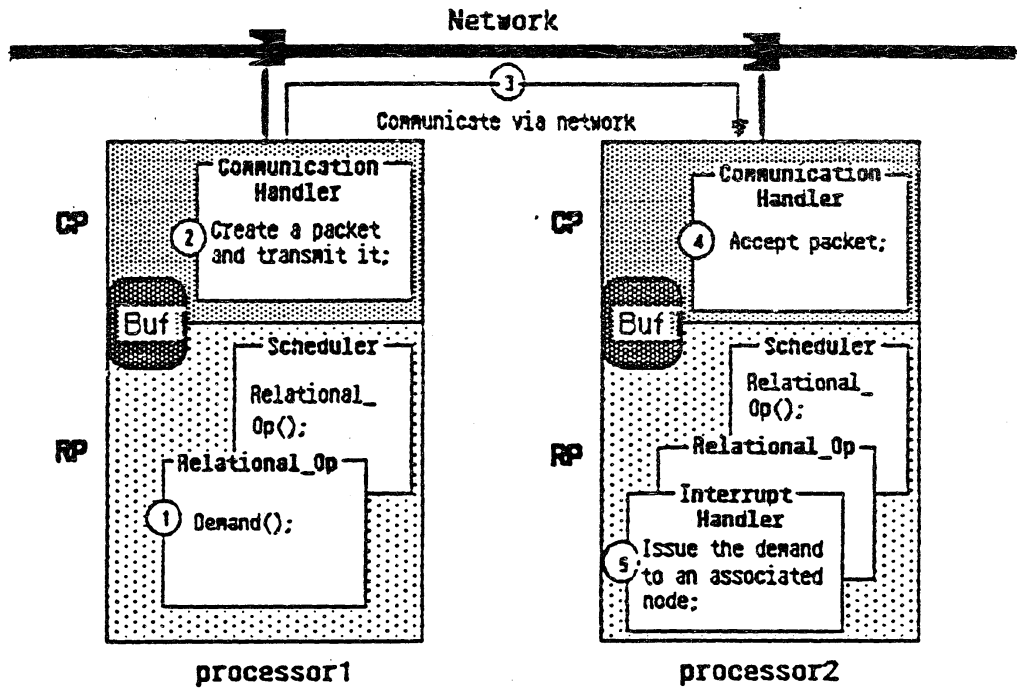 Network
3
Communicate via network
Communication
Handler
CP
2
Create a packet
and transmit it;
Buf
Scheduler
Relational_
Op();
RP
Relational_Op
1
Demand();
processor1
Communication
Handler
CP
4
Accept packet;
Buf
Scheduler
Relational_
Op();
RP
Relational_Op
Interrupt
Handler
5
Issue the demand
to an associated
node;
processor2